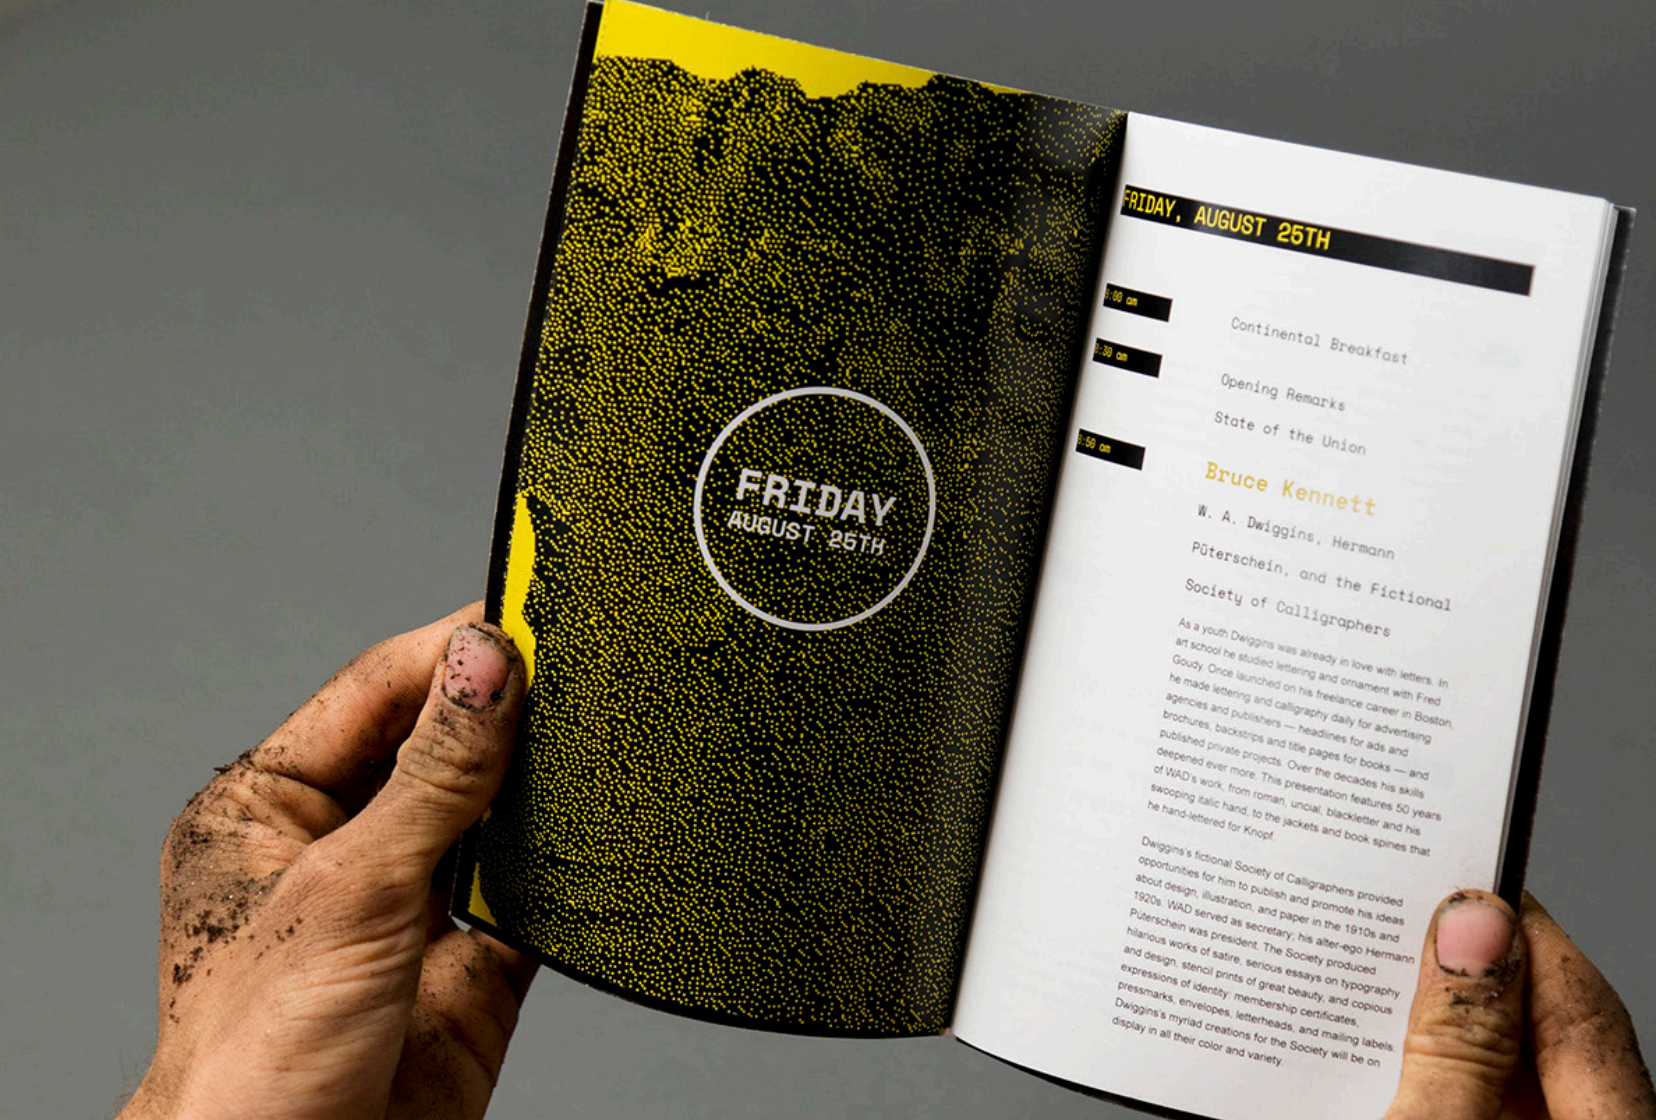 FRIDAY
AUGUST 25TH
FRIDAY, AUGUST 25TH
8:00 am
Continental Breakfast
8:30 am
Opening Remarks
State of the Union
8:50 am
Bruce Kennett
W. A. Dwiggins, Hermann
Püterschein, and the Fictional
Society of Calligraphers
As a youth Dwiggins was already in love with letters. In
art school he studied lettering and ornament with Fred
Goudy. Once launched on his freelance career in Boston,
he made lettering and calligraphy daily for advertising
agencies and publishers — headlines for ads and
brochures, backstrips and title pages for books — and
published private projects. Over the decades his skills
deepened ever more. This presentation features 50 years
of WAD's work, from roman, uncial, blackletter and his
swooping italic hand, to the jackets and book spines that
he hand-lettered for Knopf.
Dwiggins's fictional Society of Calligraphers provided
opportunities for him to publish and promote his ideas
about design, illustration, and paper in the 1910s and
1920s. WAD served as secretary; his alter-ego Hermann
Püterschein was president. The Society produced
hilarious works of satire, serious essays on typography
and design, stencil prints of great beauty, and copious
expressions of identity: membership certificates,
pressmarks, envelopes, letterheads, and mailing labels.
Dwiggins's myriad creations for the Society will be on
display in all their color and variety.